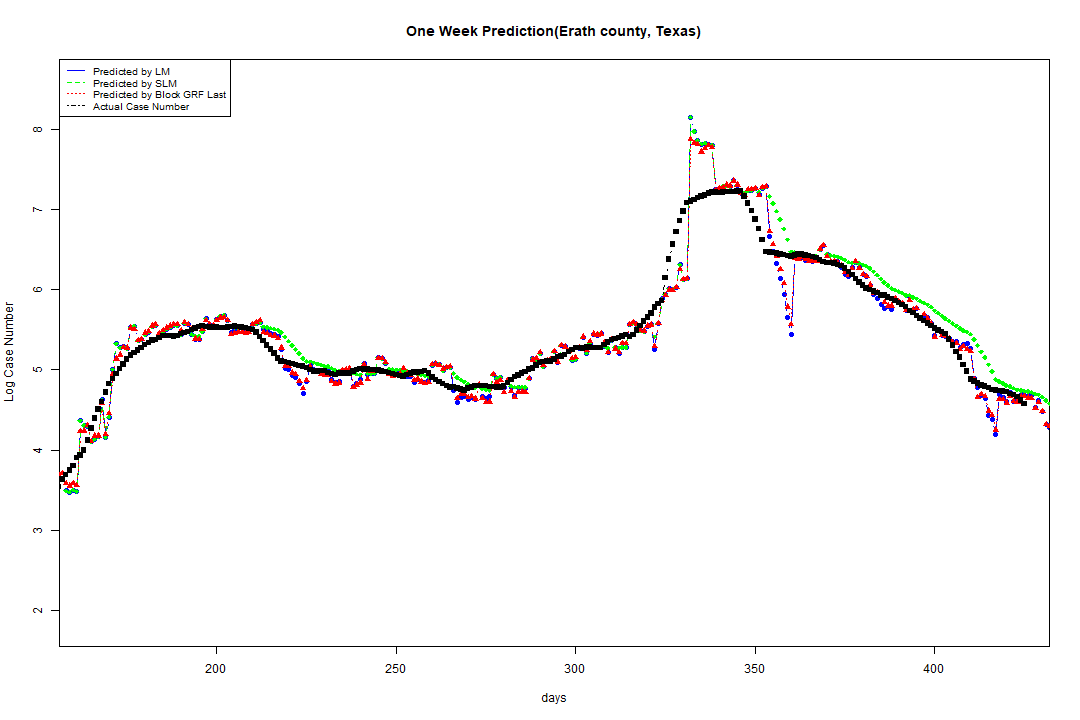 One Week Prediction(Erath county, Texas)
Predicted by LM
Predicted by SLM
Predicted by Block GRF Last
Actual Case Number
8
7
6
5
4
3
2
Log Case Number
200 250 300 350 400
days